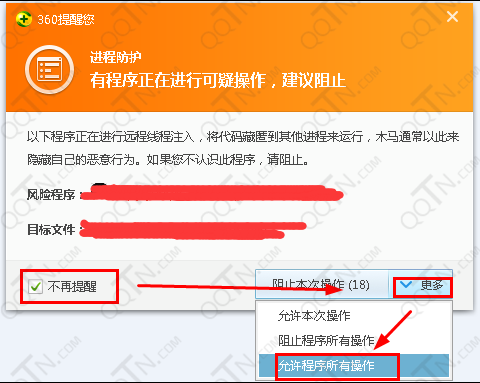 360提醒您
进程防护
有程序正在进行可疑操作，建议阻止
以下程序正在进行远程线程注入，将代码藏匿到其他进程来运行，木马通常以此来
隐藏自己的恶意行为。如果您不认识此程序，请阻止。
风险程序：
目标文件：
不再提醒
阻止本次操作 (18)
更多
允许本次操作
阻止程序所有操作
允许程序所有操作
QQTN.COM